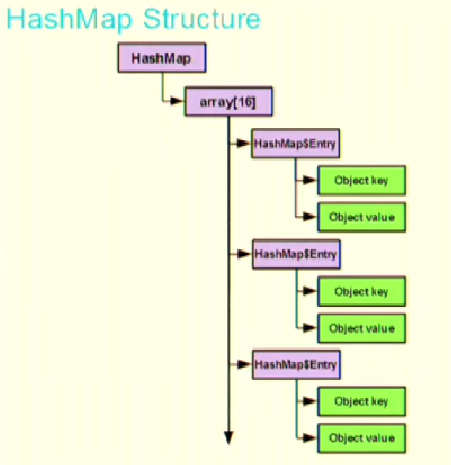 HashMap Structure
HashMap
array[16]
HashMap$Entry
Object key
Object value
HashMap$Entry
Object key
Object value
HashMap$Entry
Object key
Object value